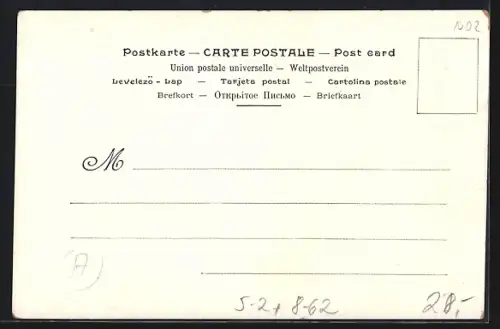 1402
Postkarte — CARTE POSTALE — Post card
Union postale universelle — Weltpostverein
Levelező - Lap — Tarjeta postal — Cartolina postale
Brefkort — Открытое Письмо — Briefkaart
M
(A)
5-2+8-62
28,-